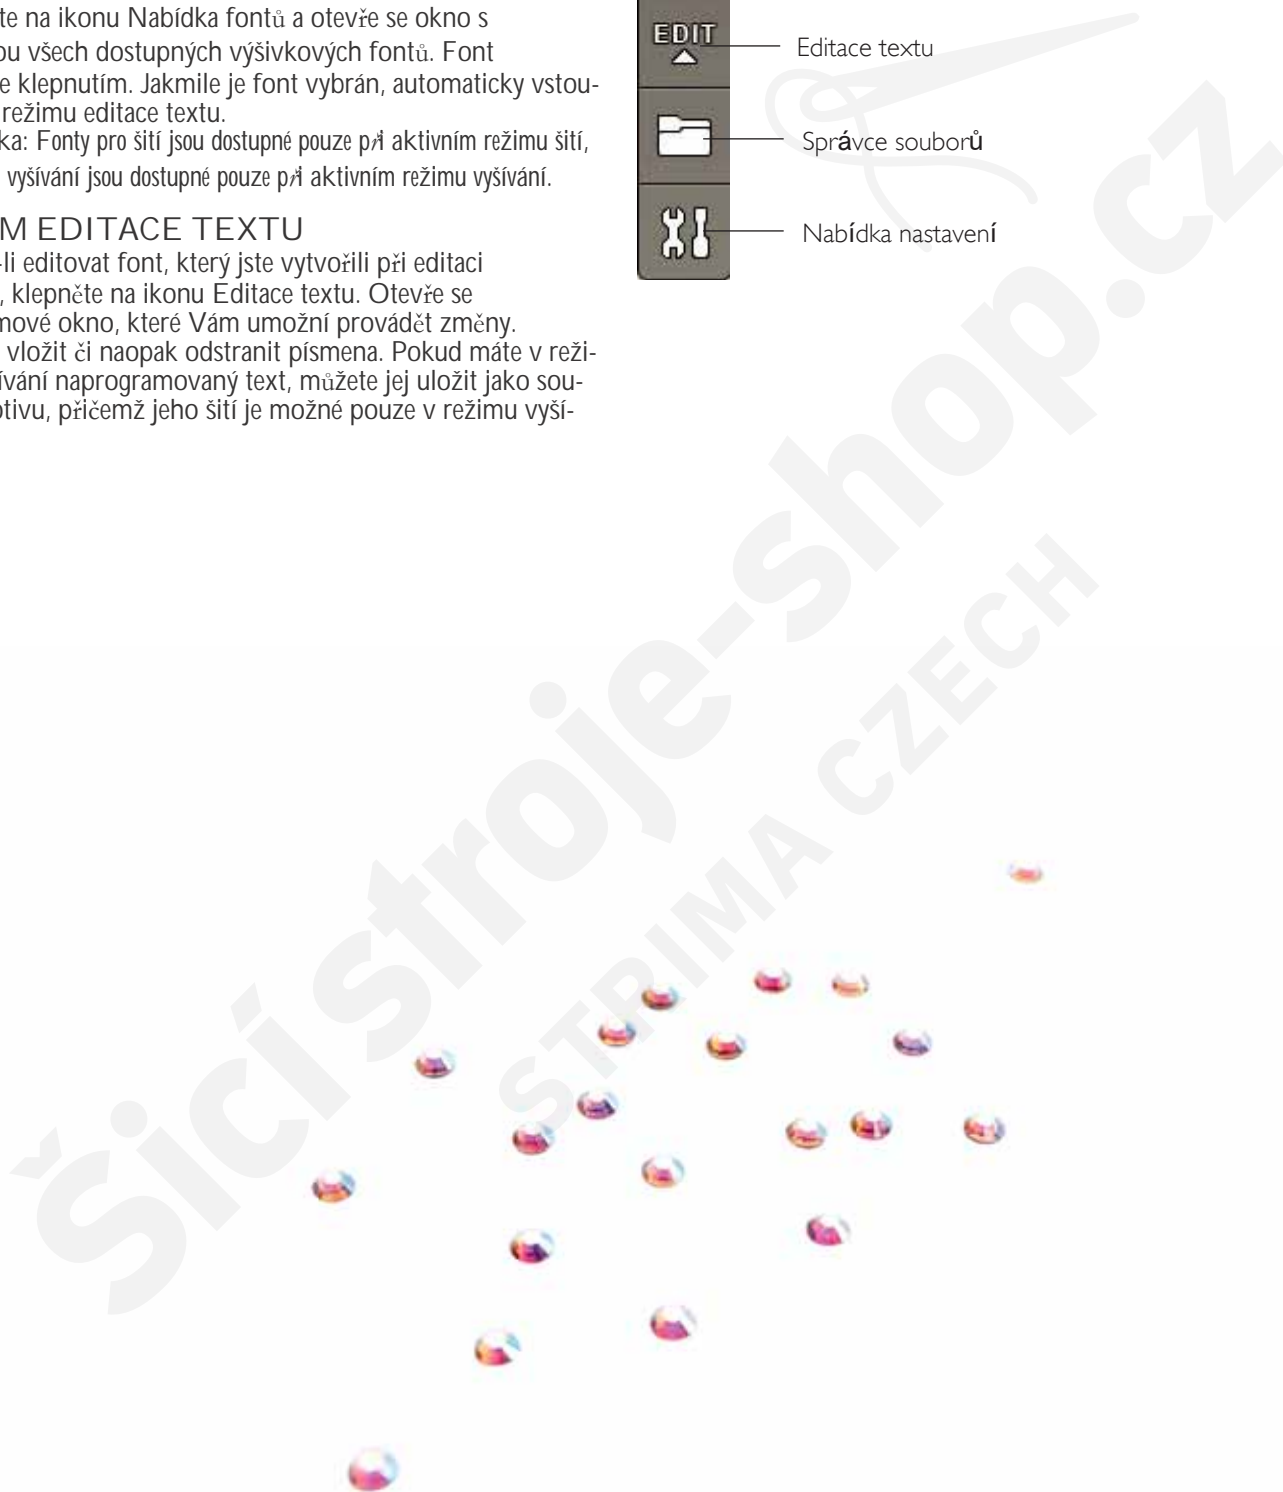 te na ikonu Nabídka fontů a otevře se okno s
ou všech dostupných výšivkových fontů. Font
e klepnutím. Jakmile je font vybrán, automaticky vstou-
režimu editace textu.
ka: Fonty pro šití jsou dostupné pouze při aktivním režimu šití,
vyšívání jsou dostupné pouze při aktivním režimu vyšívání.
M EDITACE TEXTU
-li editovat font, který jste vytvořili při editaci
, klepněte na ikonu Editace textu. Otevře se
mové okno, které Vám umožní provádět změny.
vložit či naopak odstranit písmena. Pokud máte v reži-
ívání naprogramovaný text, můžete jej uložit jako sou-
otivu, přičemž jeho šití je možné pouze v režimu vyší-
EDIT
Editace textu
Správce souborů
Nabídka nastavení
šicí stroje-shop.cz
STRIMA CZECH